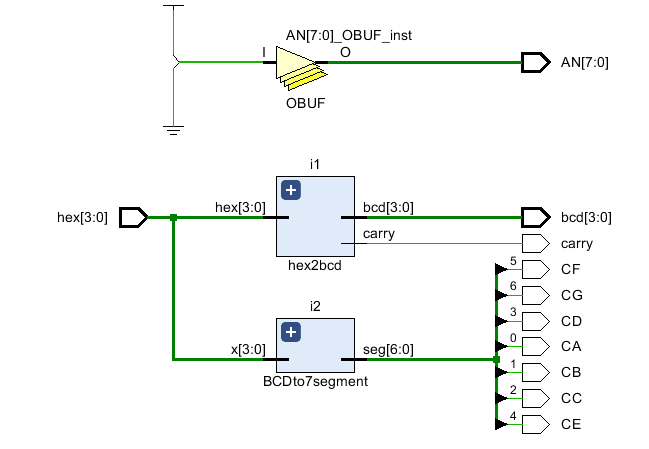 AN[7:0]_OBUF_inst
I
O
AN[7:0]
OBUF
i1
hex[3:0]
hex[3:0]
bcd[3:0]
bcd[3:0]
carry
carry
hex2bcd
5
CF
6
CG
i2
3
CD
x[3:0]
seg[6:0]
0
CA
1
CB
BCDto7segment
2
CC
4
CE